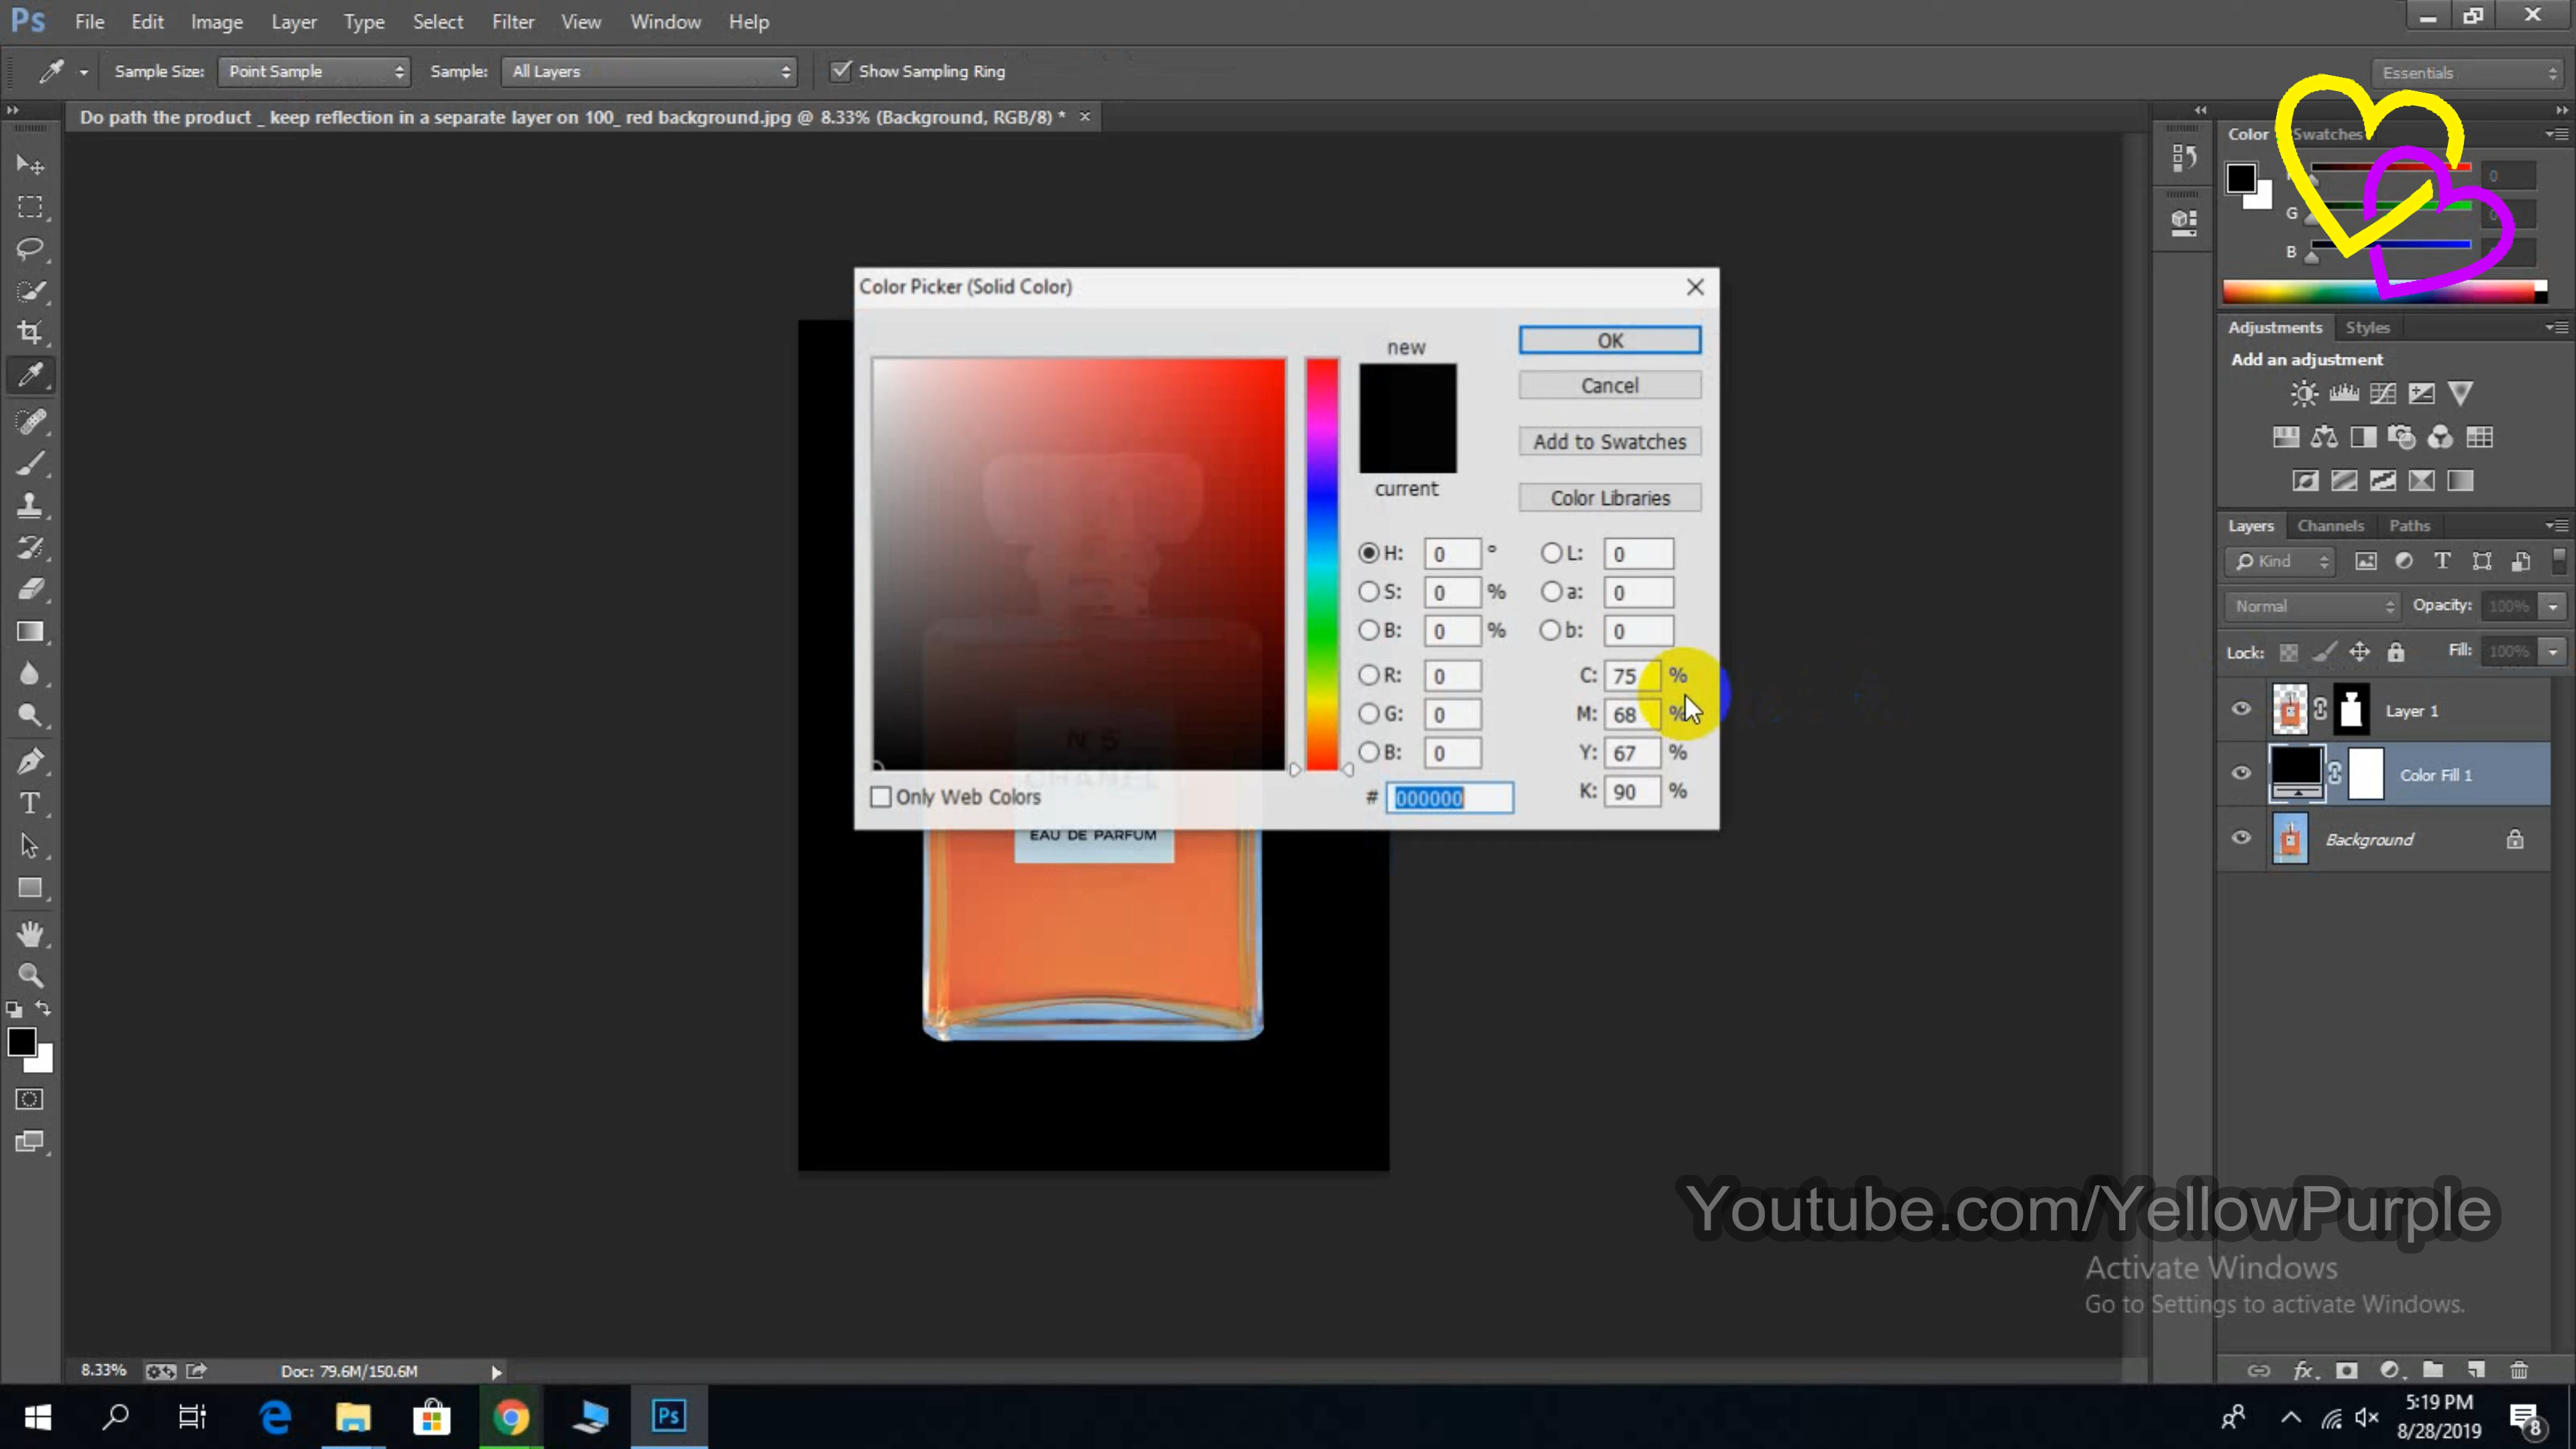 Ps File Edit Image Layer Type Select Filter View Window Help
Sample Size: Point Sample Sample: All Layers Show Sampling Ring Essentials
Do path the product _ keep reflection in a separate layer on 100_ red background.jpg @ 8.33% (Background, RGB/8) * ×
Color Swatches
0
G
B
Adjustments Styles
Add an adjustment
Layers Channels Paths
Kind
Normal Opacity: 100%
Lock: Fill: 100%
Layer 1
Color Fill 1
Background
Color Picker (Solid Color)
new
current
OK
Cancel
Add to Swatches
Color Libraries
H: 0 ° L: 0
S: 0 % a: 0
B: 0 % b: 0
R: 0 C: 75 %
G: 0 M: 68 %
B: 0 Y: 67 %
# 000000 K: 90 %
Only Web Colors
N°5
CHANEL
EAU DE PARFUM
Youtube.com/YellowPurple
Activate Windows
Go to Settings to activate Windows.
8.33% Doc: 79.6M/150.6M
Ps
5:19 PM
8/28/2019
8